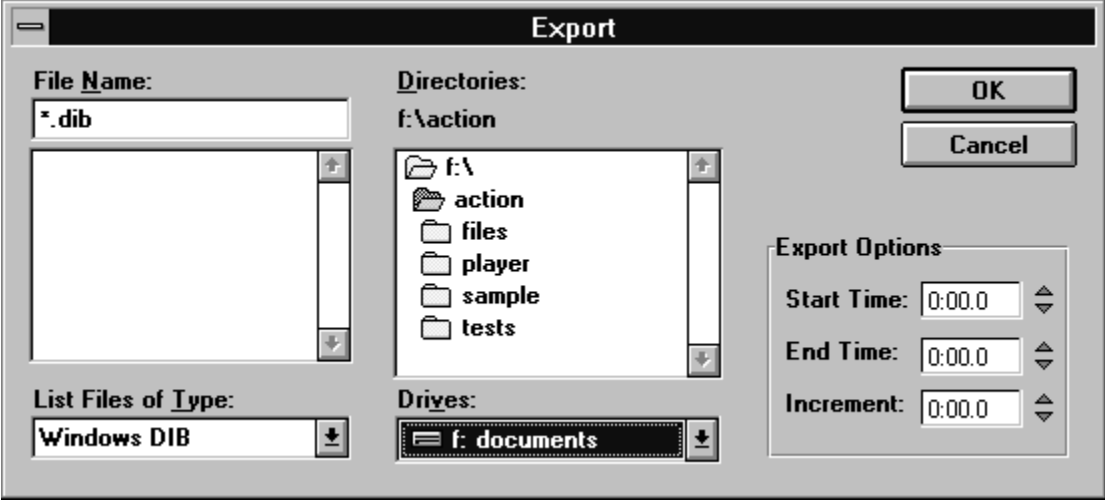 Export
File Name:
*.dib
List Files of Type:
Windows DIB
Directories:
f:\action
f:\
action
files
player
sample
tests
Drives:
f: documents
OK
Cancel
Export Options
Start Time: 0:00.0
End Time: 0:00.0
Increment: 0:00.0